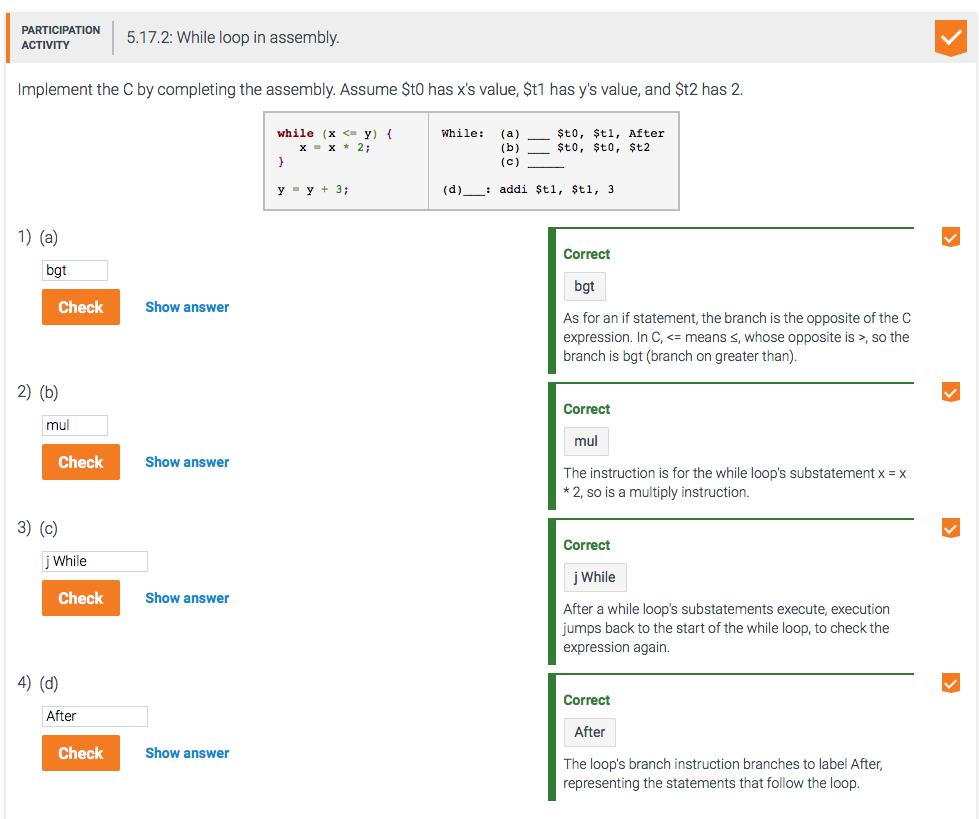 PARTICIPATION
ACTIVITY
5.17.2: While loop in assembly.
Implement the C by completing the assembly. Assume $t0 has x's value, $t1 has y's value, and $t2 has 2.
while (x <= y) {
x = x * 2;
}
y = y + 3;
While: (a) ___ $t0, $t1, After
(b) ___ $t0, $t0, $t2
(c) _____
(d)___: addi $t1, $t1, 3
1) (a)
bgt
Check
Show answer
Correct
bgt
As for an if statement, the branch is the opposite of the C
expression. In C, <= means ≤, whose opposite is >, so the
branch is bgt (branch on greater than).
2) (b)
mul
Check
Show answer
Correct
mul
The instruction is for the while loop's substatement x = x
* 2, so is a multiply instruction.
3) (c)
j While
Check
Show answer
Correct
j While
After a while loop's substatements execute, execution
jumps back to the start of the while loop, to check the
expression again.
4) (d)
After
Check
Show answer
Correct
After
The loop's branch instruction branches to label After,
representing the statements that follow the loop.